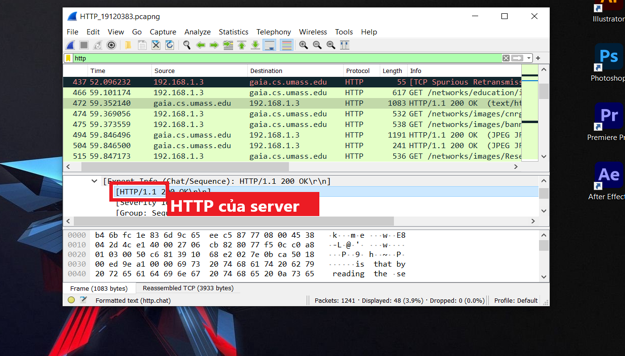 HTTP_19120383.pcapng
File Edit View Go Capture Analyze Statistics Telephony Wireless Tools Help
http
Time Source Destination Protocol Length Info
437 52.096232 192.168.1.3 gaia.cs.umass.edu HTTP 55 [TCP Spurious Retransmis
466 59.101174 192.168.1.3 gaia.cs.umass.edu HTTP 617 GET /networks/education/i
472 59.352140 gaia.cs.umass.edu 192.168.1.3 HTTP 1083 HTTP/1.1 200 OK (text/ht
474 59.369056 192.168.1.3 gaia.cs.umass.edu HTTP 532 GET /networks/images/cnrg
475 59.373559 192.168.1.3 gaia.cs.umass.edu HTTP 538 GET /networks/images/bann
494 59.846496 gaia.cs.umass.edu 192.168.1.3 HTTP 1191 HTTP/1.1 200 OK (JPEG JF
504 59.846500 gaia.cs.umass.edu 192.168.1.3 HTTP 241 HTTP/1.1 200 OK (JPEG JF
515 59.847173 192.168.1.3 gaia.cs.umass.edu HTTP 536 GET /networks/images/Rese
[Expert Info (Chat/Sequence): HTTP/1.1 200 OK\r\n]
[HTTP/1.1 200 OK\r\n]
HTTP của server
[Severity
[Group: Seq
0000 b4 6b fc 1e 83 6d 9c 65 ee c5 87 77 08 00 45 38
0010 04 2d 4c e1 40 00 27 06 cb 82 80 77 f5 0c c0 a8
0020 01 03 00 50 c6 81 39 10 68 e2 02 7e 0b ca 50 18
0030 00 ed 9e a1 00 00 69 73 20 74 68 61 74 20 62 79
0040 20 72 65 61 64 69 6e 67 20 74 68 65 20 0a 73 65
is that by
reading the ·se
Frame (1083 bytes) Reassembled TCP (3933 bytes)
Formatted text (http.chat) Packets: 1241 · Displayed: 48 (3.9%) · Dropped: 0 (0.0%) Profile: Default
Ai
Illustrator
Ps
Photoshop
Pr
Premiere Pr
Ae
After Effect